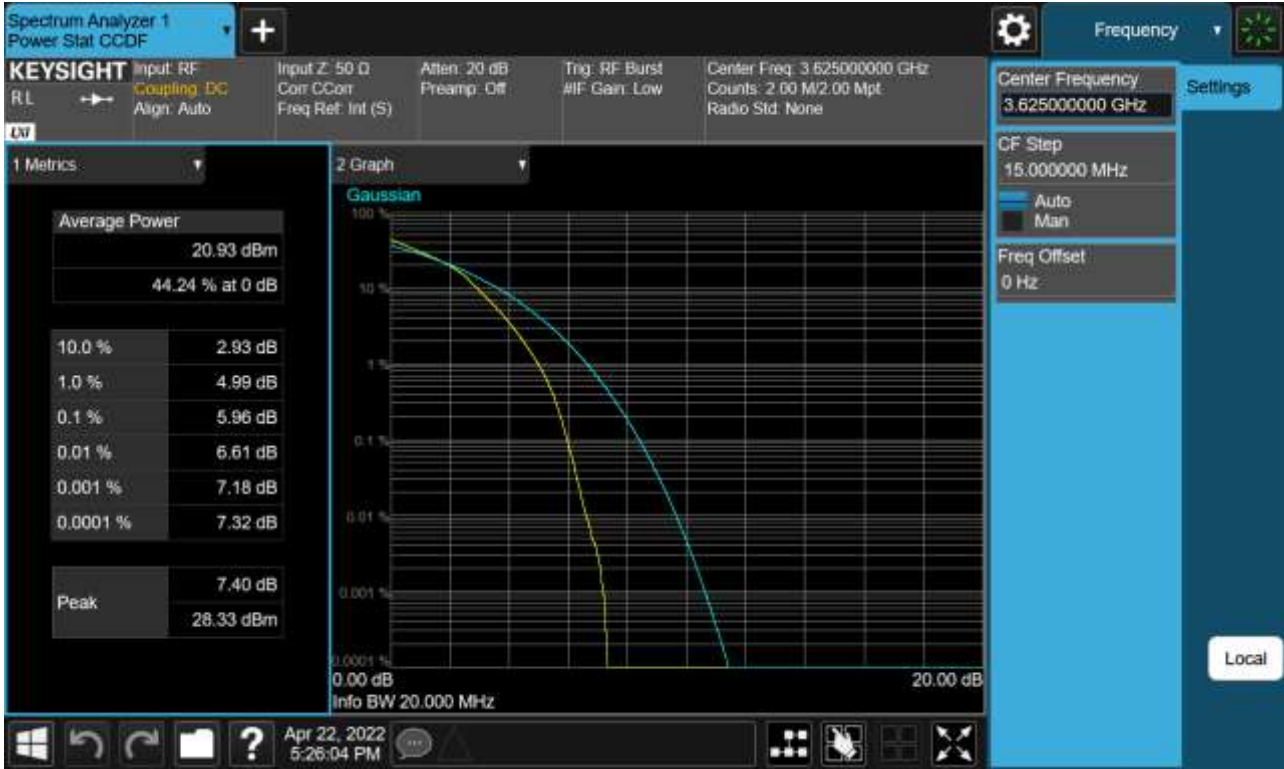 Spectrum Analyzer 1
Power Stat CCDF
+
Frequency
KEYSIGHT
RL
LXI
Input: RF
Coupling: DC
Align: Auto
Input Z: 50 Ω
Corr CCorr
Freq Ref: Int (S)
Atten: 20 dB
Preamp: Off
Trig: RF Burst
#IF Gain: Low
Center Freq: 3.625000000 GHz
Counts: 2.00 M/2.00 Mpt
Radio Std: None
Center Frequency
3.625000000 GHz
Settings
CF Step
15.000000 MHz
Auto
Man
Freq Offset
0 Hz
Local
1 Metrics
Average Power
20.93 dBm
44.24 % at 0 dB
10.0 % 2.93 dB
1.0 % 4.99 dB
0.1 % 5.96 dB
0.01 % 6.61 dB
0.001 % 7.18 dB
0.0001 % 7.32 dB
Peak
7.40 dB
28.33 dBm
2 Graph
Gaussian
100 %
10 %
1 %
0.1 %
0.01 %
0.001 %
0.0001 %
0.00 dB 20.00 dB
Info BW 20.000 MHz
?
Apr 22, 2022
5:26:04 PM